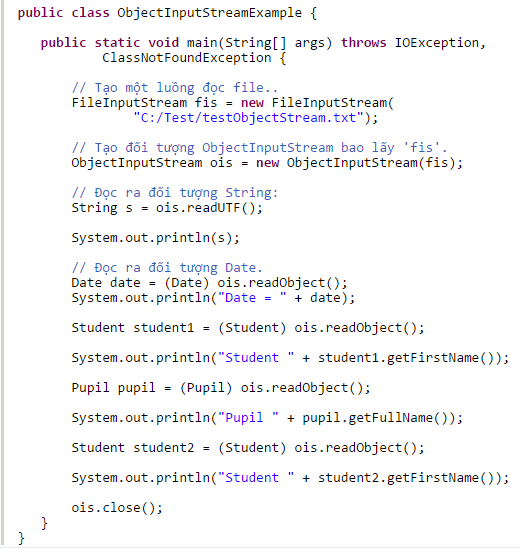 public class ObjectInputStreamExample {
public static void main(String[] args) throws IOException,
ClassNotFoundException {
// Tạo một luồng đọc file..
FileInputStream fis = new FileInputStream(
"C:/Test/testObjectStream.txt");
// Tạo đối tượng ObjectInputStream bao lấy 'fis'.
ObjectInputStream ois = new ObjectInputStream(fis);
// Đọc ra đối tượng String:
String s = ois.readUTF();
System.out.println(s);
// Đọc ra đối tượng Date.
Date date = (Date) ois.readObject();
System.out.println("Date = " + date);
Student student1 = (Student) ois.readObject();
System.out.println("Student " + student1.getFirstName());
Pupil pupil = (Pupil) ois.readObject();
System.out.println("Pupil " + pupil.getFullName());
Student student2 = (Student) ois.readObject();
System.out.println("Student " + student2.getFirstName());
ois.close();
}
}